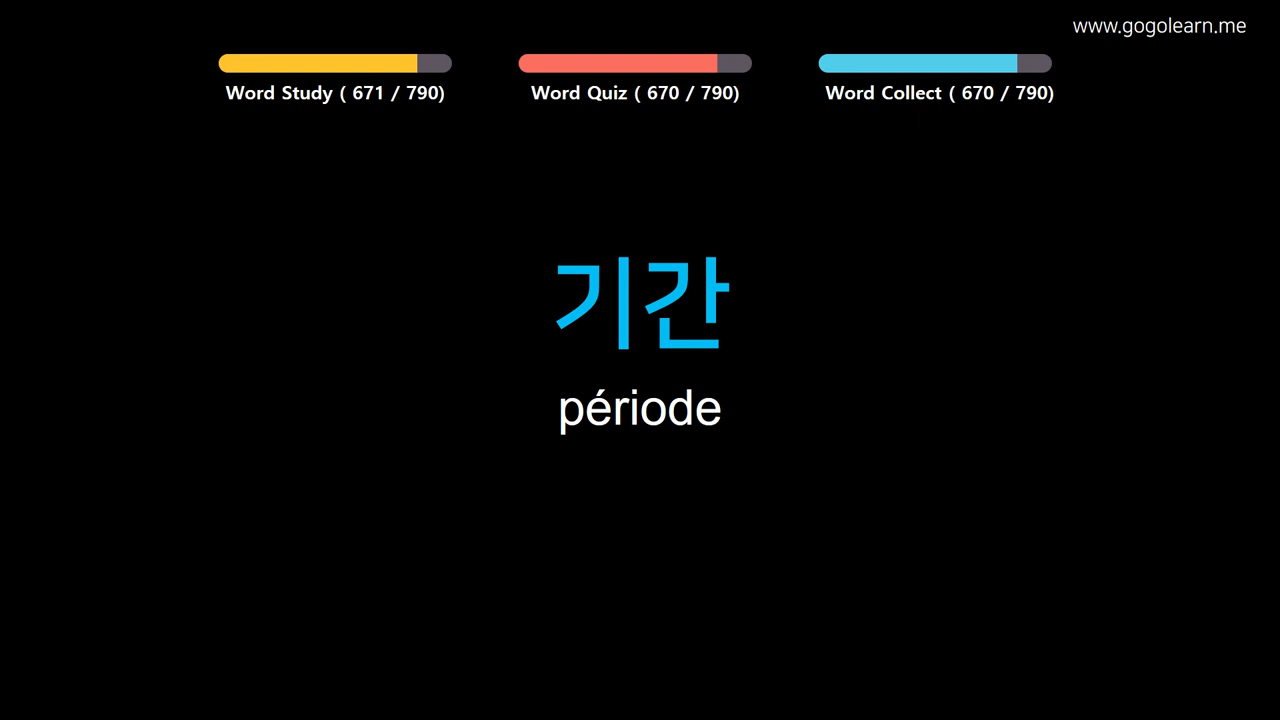 www.gogolearn.me
Word Study ( 671 / 790)
Word Quiz ( 670 / 790)
Word Collect ( 670 / 790)
기간
période